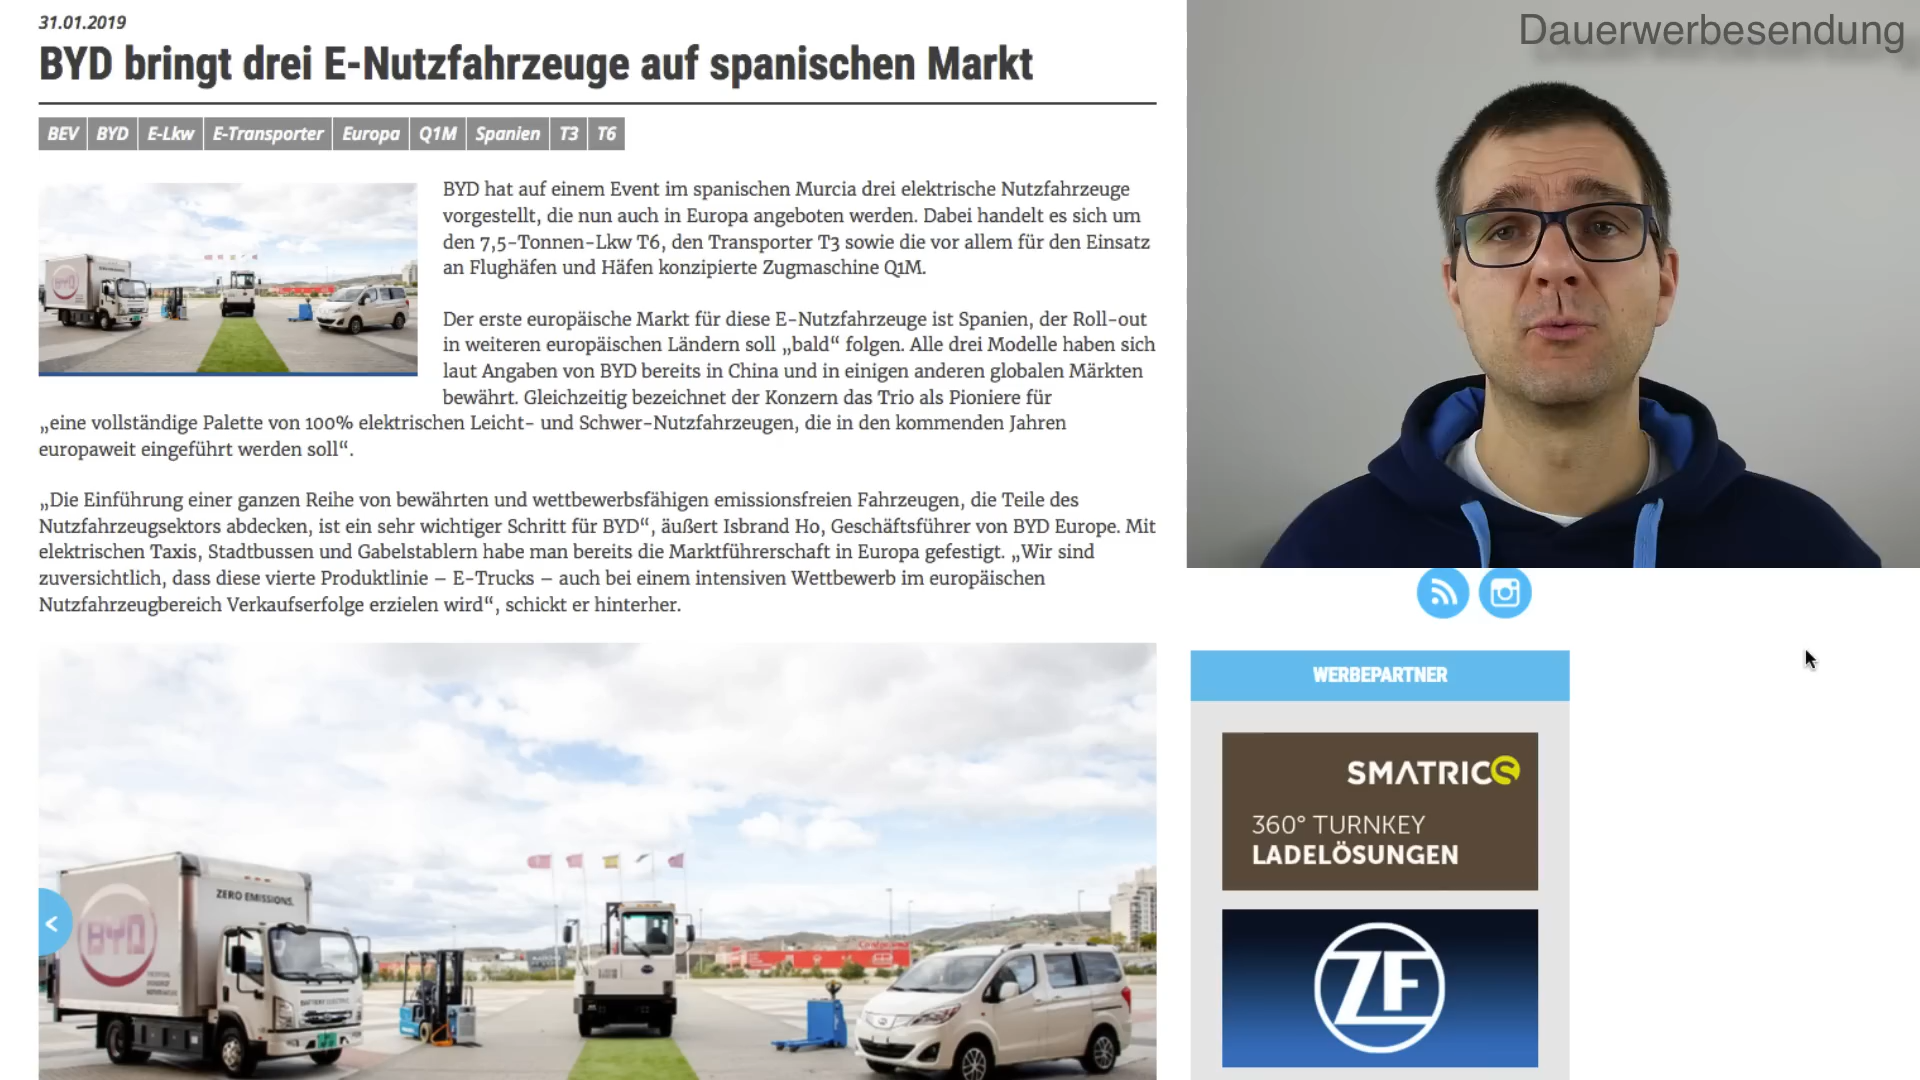 31.01.2019
BYD bringt drei E-Nutzfahrzeuge auf spanischen Markt
BEV BYD E-Lkw E-Transporter Europa Q1M Spanien T3 T6
BYD hat auf einem Event im spanischen Murcia drei elektrische Nutzfahrzeuge
vorgestellt, die nun auch in Europa angeboten werden. Dabei handelt es sich um
den 7,5-Tonnen-Lkw T6, den Transporter T3 sowie die vor allem für den Einsatz
an Flughäfen und Häfen konzipierte Zugmaschine Q1M.
Der erste europäische Markt für diese E-Nutzfahrzeuge ist Spanien, der Roll-out
in weiteren europäischen Ländern soll „bald“ folgen. Alle drei Modelle haben sich
laut Angaben von BYD bereits in China und in einigen anderen globalen Märkten
bewährt. Gleichzeitig bezeichnet der Konzern das Trio als Pioniere für
„eine vollständige Palette von 100% elektrischen Leicht- und Schwer-Nutzfahrzeugen, die in den kommenden Jahren
europaweit eingeführt werden soll“.
„Die Einführung einer ganzen Reihe von bewährten und wettbewerbsfähigen emissionsfreien Fahrzeugen, die Teile des
Nutzfahrzeugsektors abdecken, ist ein sehr wichtiger Schritt für BYD“, äußert Isbrand Ho, Geschäftsführer von BYD Europe. Mit
elektrischen Taxis, Stadtbussen und Gabelstablern habe man bereits die Marktführerschaft in Europa gefestigt. „Wir sind
zuversichtlich, dass diese vierte Produktlinie – E-Trucks – auch bei einem intensiven Wettbewerb im europäischen
Nutzfahrzeugbereich Verkaufserfolge erzielen wird“, schickt er hinterher.
ZERO EMISSIONS.
BYD
Dauerwerbesendung
WERBEPARTNER
SMATRICS
360° TURNKEY
LADELÖSUNGEN
ZF